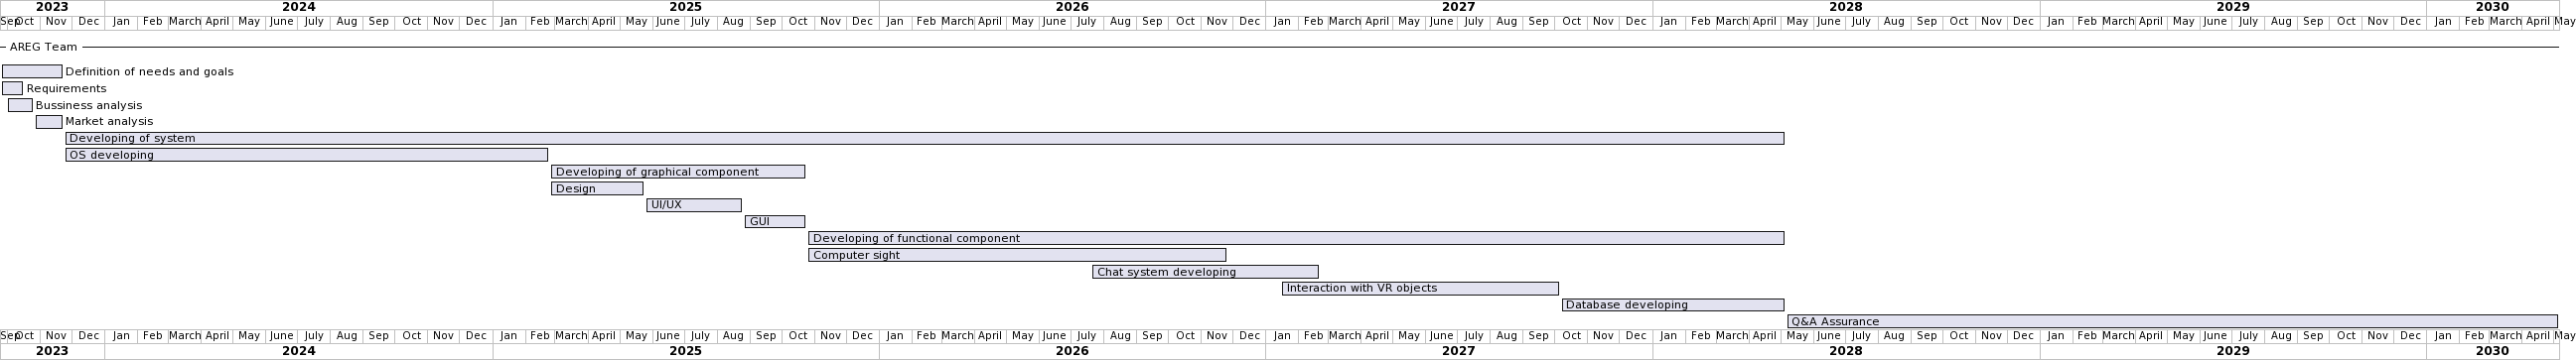 2023 2024 2025 2026 2027 2028 2029 2030
Sep Oct Nov Dec Jan Feb March April May June July Aug Sep Oct Nov Dec Jan Feb March April May June July Aug Sep Oct Nov Dec Jan Feb March April May June July Aug Sep Oct Nov Dec Jan Feb March April May June July Aug Sep Oct Nov Dec Jan Feb March April May June July Aug Sep Oct Nov Dec Jan Feb March April May June July Aug Sep Oct Nov Dec Jan Feb March April May
AREG Team
Definition of needs and goals
Requirements
Bussiness analysis
Market analysis
Developing of system
OS developing
Developing of graphical component
Design
UI/UX
GUI
Developing of functional component
Computer sight
Chat system developing
Interaction with VR objects
Database developing
Q&A Assurance
Sep Oct Nov Dec Jan Feb March April May June July Aug Sep Oct Nov Dec Jan Feb March April May June July Aug Sep Oct Nov Dec Jan Feb March April May June July Aug Sep Oct Nov Dec Jan Feb March April May June July Aug Sep Oct Nov Dec Jan Feb March April May June July Aug Sep Oct Nov Dec Jan Feb March April May June July Aug Sep Oct Nov Dec Jan Feb March April May
2023 2024 2025 2026 2027 2028 2029 2030